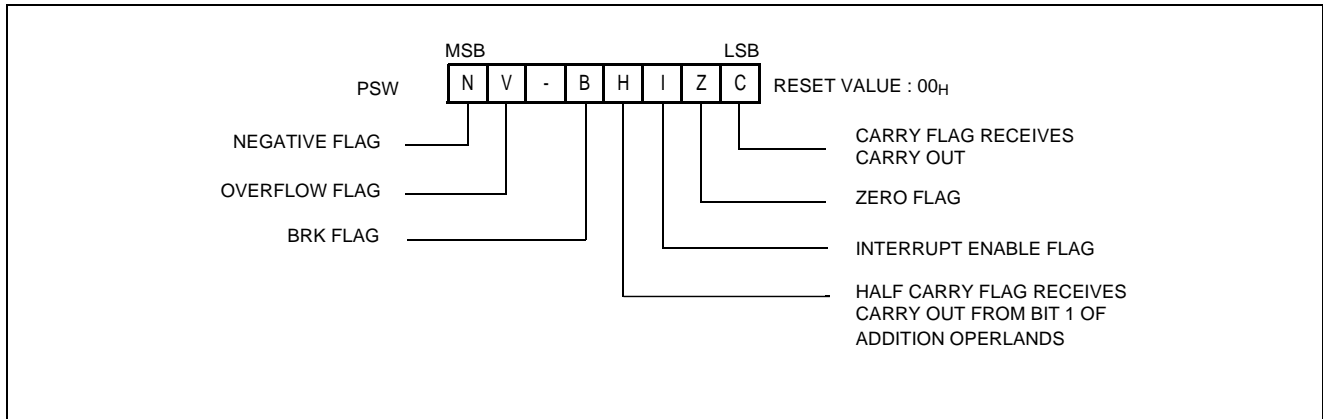 MSB LSB
PSW N V - B H I Z C RESET VALUE : 00H
NEGATIVE FLAG
OVERFLOW FLAG
BRK FLAG
CARRY FLAG RECEIVES
CARRY OUT
ZERO FLAG
INTERRUPT ENABLE FLAG
HALF CARRY FLAG RECEIVES
CARRY OUT FROM BIT 1 OF
ADDITION OPERLANDS